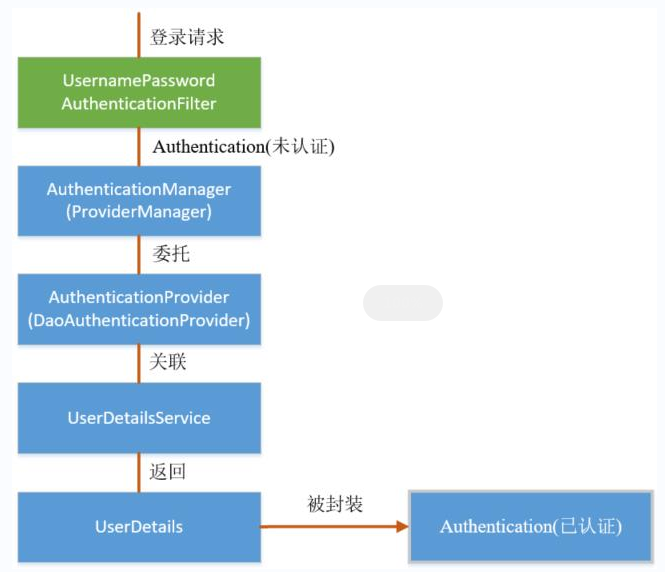 登录请求
UsernamePassword
AuthenticationFilter
Authentication(未认证)
AuthenticationManager
(ProviderManager)
委托
AuthenticationProvider
(DaoAuthenticationProvider)
关联
UserDetailsService
返回
UserDetails
被封装
Authentication(已认证)